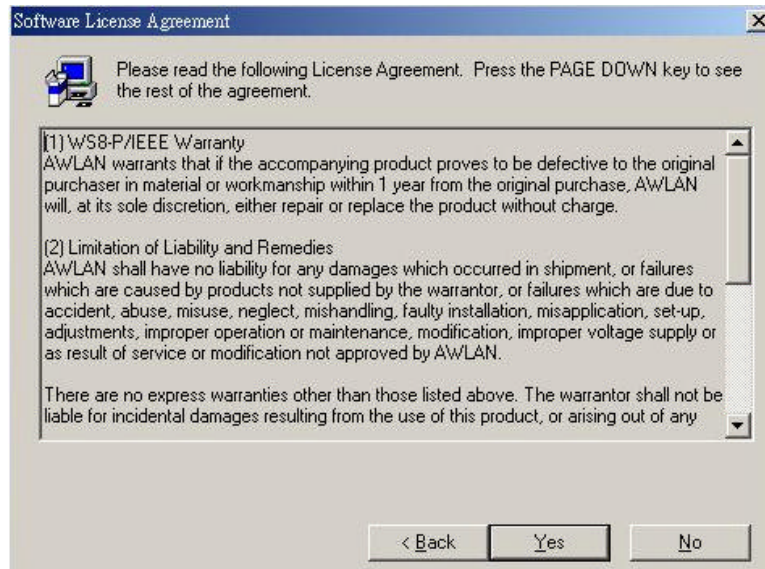 Software License Agreement
Please read the following License Agreement. Press the PAGE DOWN key to see
the rest of the agreement.
(1) WS8-P/IEEE Warranty
AWLAN warrants that if the accompanying product proves to be defective to the original
purchaser in material or workmanship within 1 year from the original purchase, AWLAN
will, at its sole discretion, either repair or replace the product without charge.
(2) Limitation of Liability and Remedies
AWLAN shall have no liability for any damages which occurred in shipment, or failures
which are caused by products not supplied by the warrantor, or failures which are due to
accident, abuse, misuse, neglect, mishandling, faulty installation, misapplication, set-up,
adjustments, improper operation or maintenance, modification, improper voltage supply or
as result of service or modification not approved by AWLAN.
There are no express warranties other than those listed above. The warrantor shall not be
liable for incidental damages resulting from the use of this product, or arising out of any
< Back
Yes
No